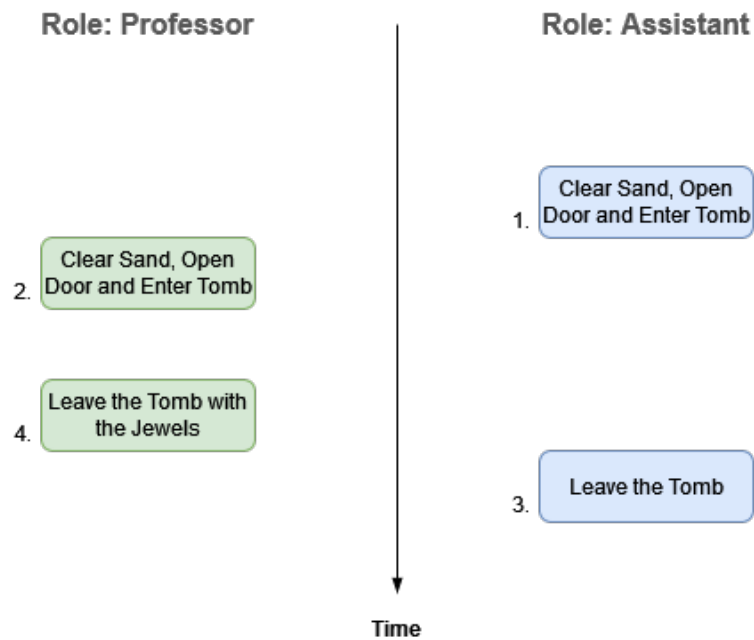 Role: Professor
Role: Assistant
Clear Sand, Open
Door and Enter Tomb
1.
Clear Sand, Open
Door and Enter Tomb
2.
Leave the Tomb with
the Jewels
4.
Leave the Tomb
3.
Time